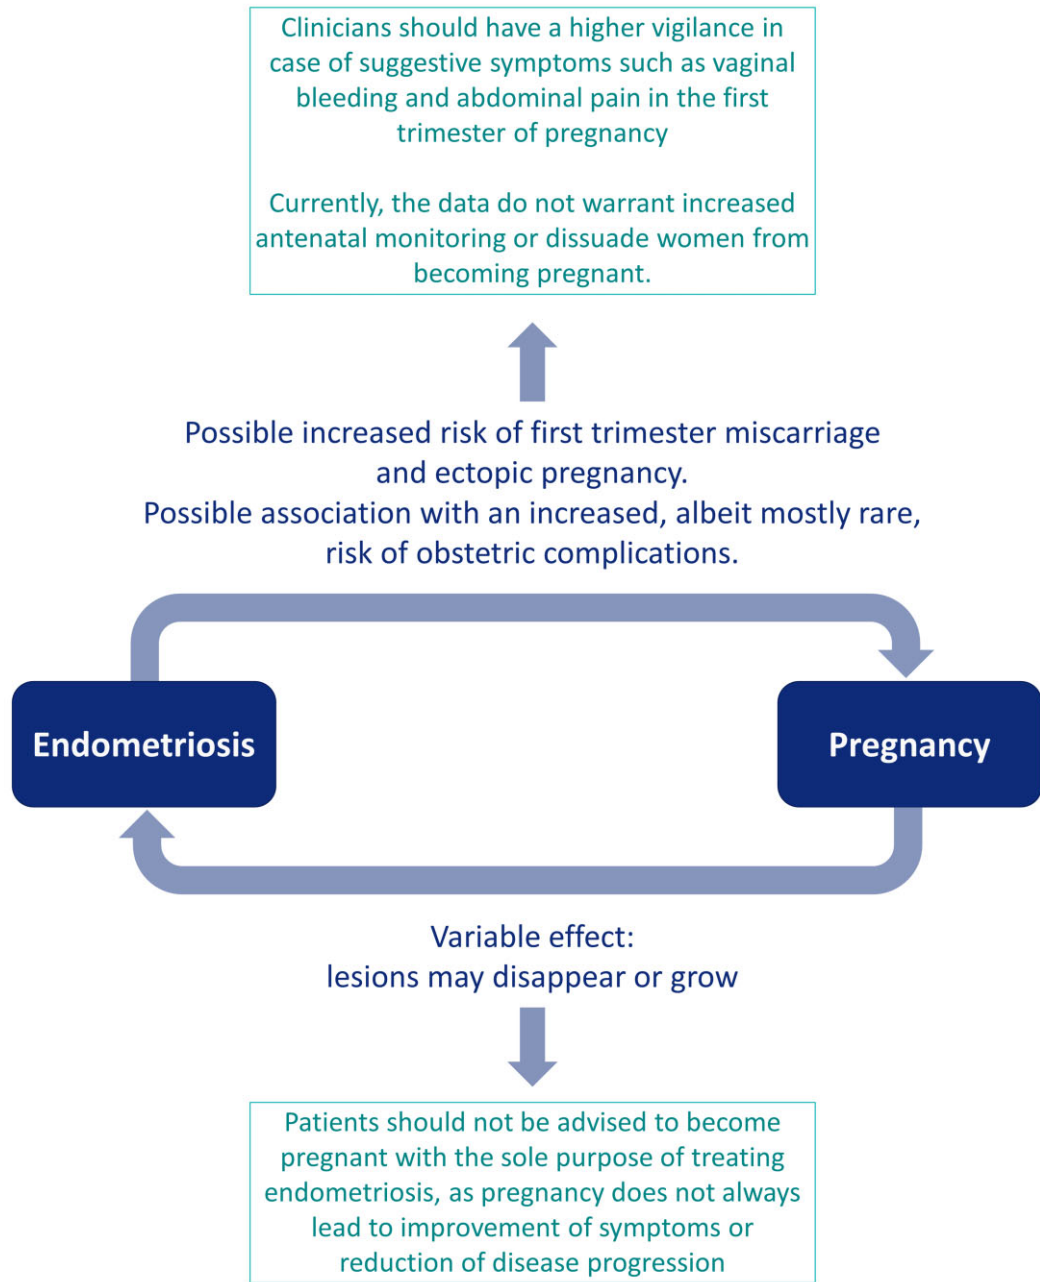 Clinicians should have a higher vigilance in
case of suggestive symptoms such as vaginal
bleeding and abdominal pain in the first
trimester of pregnancy
Currently, the data do not warrant increased
antenatal monitoring or dissuade women from
becoming pregnant.
Possible increased risk of first trimester miscarriage
and ectopic pregnancy.
Possible association with an increased, albeit mostly rare,
risk of obstetric complications.
Endometriosis
Pregnancy
Variable effect:
lesions may disappear or grow
Patients should not be advised to become
pregnant with the sole purpose of treating
endometriosis, as pregnancy does not always
lead to improvement of symptoms or
reduction of disease progression